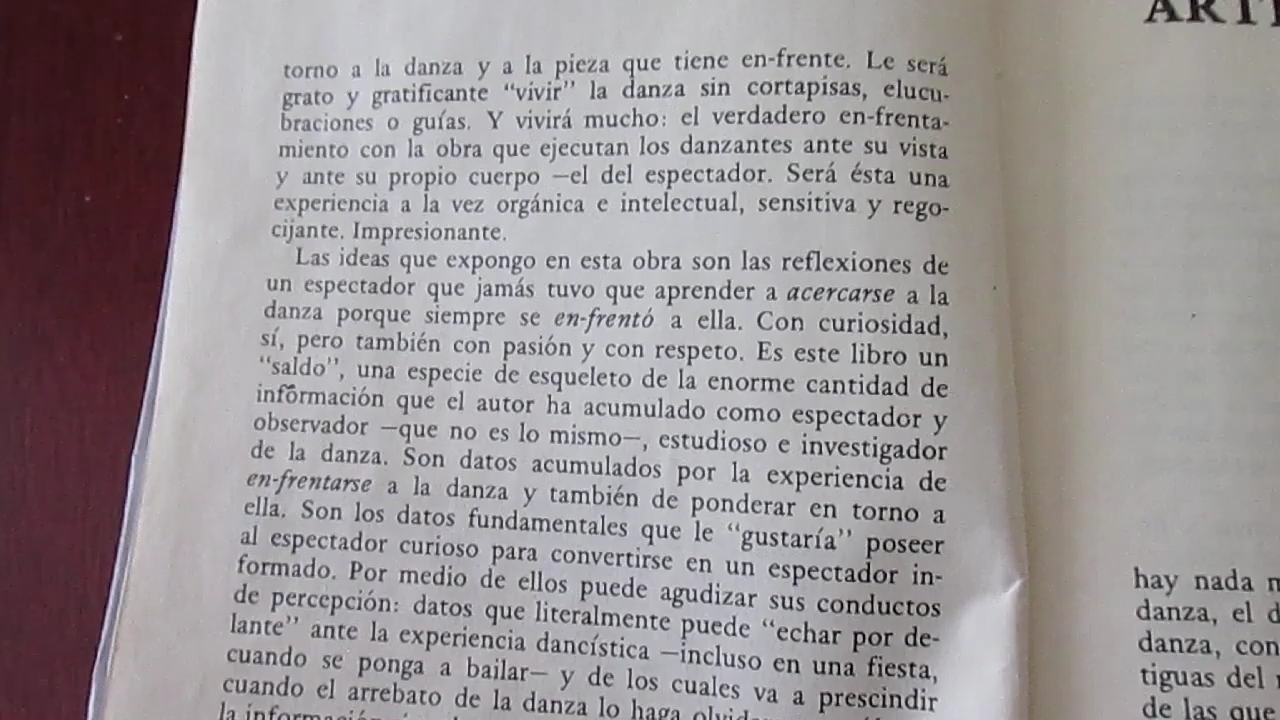 torno a la danza y a la pieza que tiene en-frente. Le será
grato y gratificante “vivir” la danza sin cortapisas, elucu-
braciones o guías. Y vivirá mucho: el verdadero en-frenta-
miento con la obra que ejecutan los danzantes ante su vista
y ante su propio cuerpo —el del espectador. Será ésta una
experiencia a la vez orgánica e intelectual, sensitiva y rego-
cijante. Impresionante.
Las ideas que expongo en esta obra son las reflexiones de
un espectador que jamás tuvo que aprender a acercarse a la
danza porque siempre se en-frentó a ella. Con curiosidad,
sí, pero también con pasión y con respeto. Es este libro un
“saldo”, una especie de esqueleto de la enorme cantidad de
información que el autor ha acumulado como espectador y
observador —que no es lo mismo—, estudioso e investigador
de la danza. Son datos acumulados por la experiencia de
en-frentarse a la danza y también de ponderar en torno a
ella. Son los datos fundamentales que le “gustaría” poseer
al espectador curioso para convertirse en un espectador in-
formado. Por medio de ellos puede agudizar sus conductos
de percepción: datos que literalmente puede “echar por de-
lante” ante la experiencia dancística —incluso en una fiesta,
cuando se ponga a bailar— y de los cuales va a prescindir
cuando el arrebato de la danza lo haga
la
hay nada
danza, el
danza, con
tiguas del
de las que